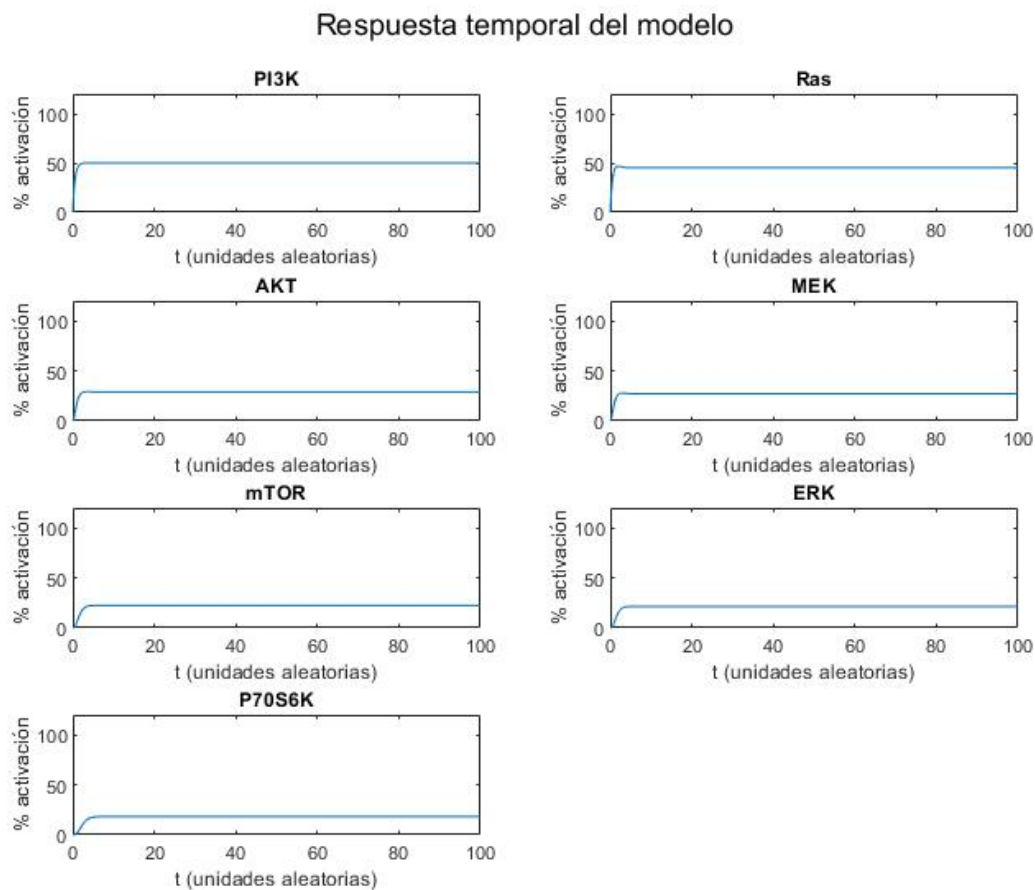 Respuesta temporal del modelo
PI3K
% activación
100
50
0
0 20 40 60 80 100
t (unidades aleatorias)
Ras
% activación
100
50
0
0 20 40 60 80 100
t (unidades aleatorias)
AKT
% activación
100
50
0
0 20 40 60 80 100
t (unidades aleatorias)
MEK
% activación
100
50
0
0 20 40 60 80 100
t (unidades aleatorias)
mTOR
% activación
100
50
0
0 20 40 60 80 100
t (unidades aleatorias)
ERK
% activación
100
50
0
0 20 40 60 80 100
t (unidades aleatorias)
P70S6K
% activación
100
50
0
0 20 40 60 80 100
t (unidades aleatorias)